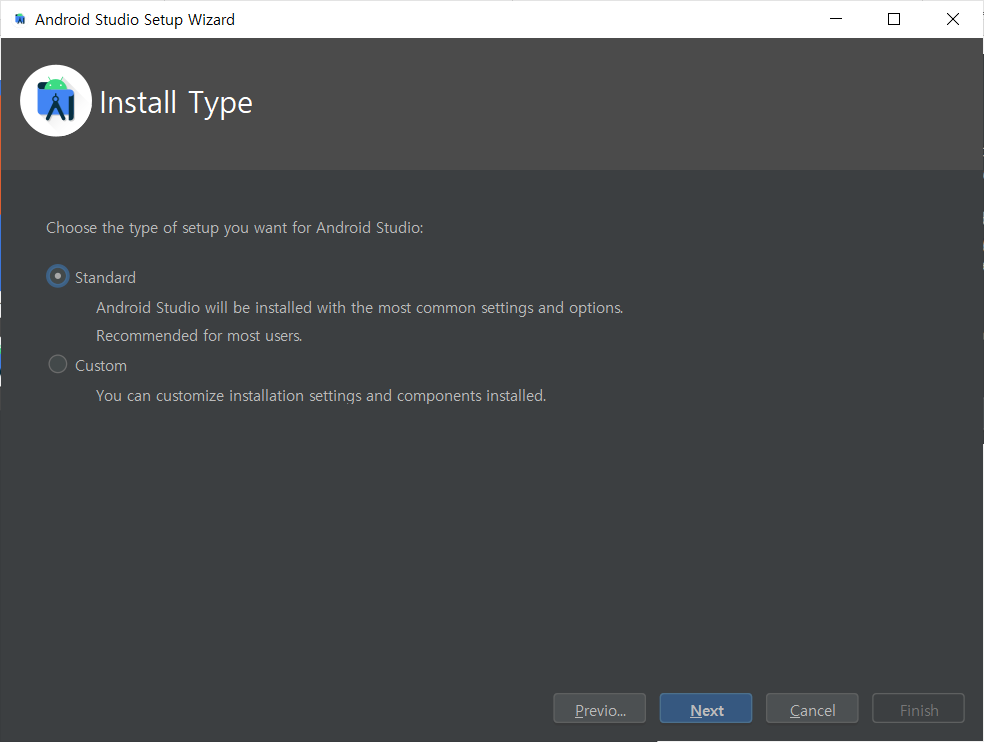 Android Studio Setup Wizard
Install Type
Choose the type of setup you want for Android Studio:
Standard
Android Studio will be installed with the most common settings and options.
Recommended for most users.
Custom
You can customize installation settings and components installed.
Previo... Next Cancel Finish